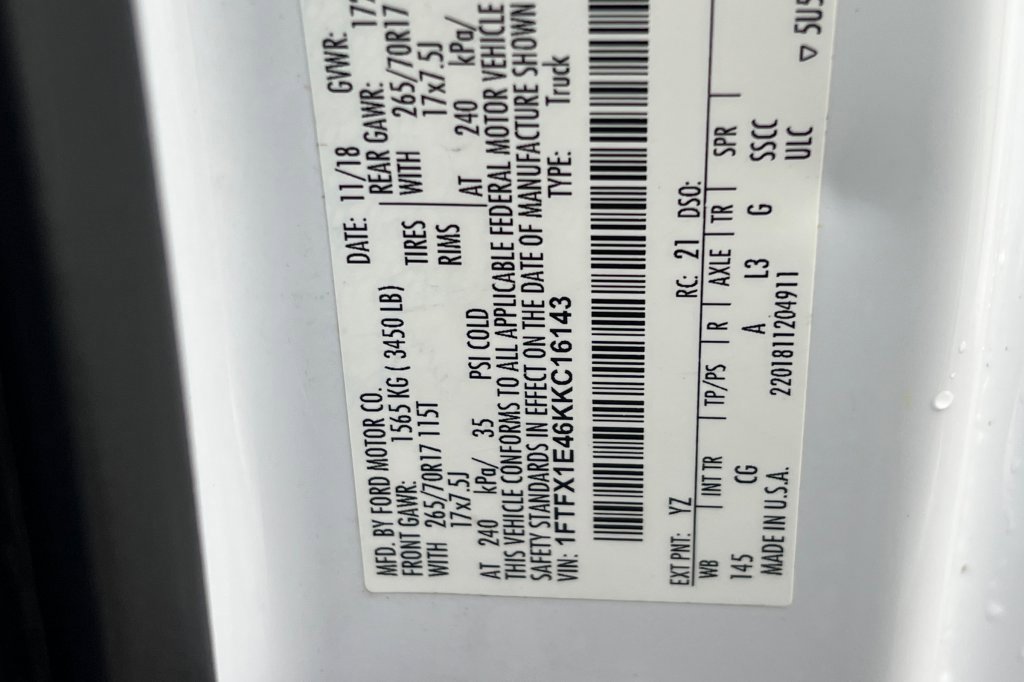 MFD. BY FORD MOTOR CO.
DATE: 11/18 GVWR:
FRONT GAWR: 1565 KG ( 3450 LB) REAR GAWR:
WITH 265/70R17 115T TIRES WITH 265/70R17
17x7.5J RIMS 17x7.5J
AT 240 kPa/ 35 PSI COLD AT 240 kPa/
THIS VEHICLE CONFORMS TO ALL APPLICABLE FEDERAL MOTOR VEHICLE
SAFETY STANDARDS IN EFFECT ON THE DATE OF MANUFACTURE SHOWN
VIN: 1FTFX1E46KKC16143 TYPE: Truck
EXT PNT: YZ RC: 21 DSO:
WB | INT TR | TP/PS | R | AXLE | TR | SPR |
145 CG A L3 G SSCC
MADE IN U.S.A. 2201811204911 ULC